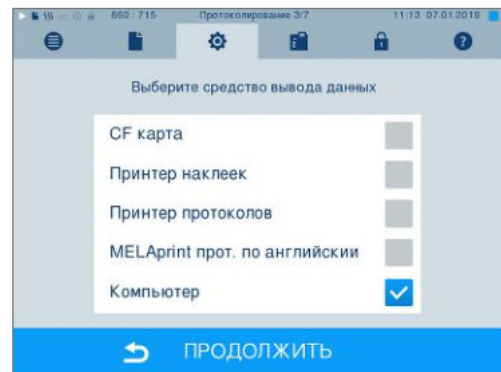 660 : 715 Протоколирование 3/7 11:13 07.01.2019
Выберите средство вывода данных
CF карта
Принтер наклеек
Принтер протоколов
MELAprint прот. по английскии
Компьютер
ПРОДОЛЖИТЬ